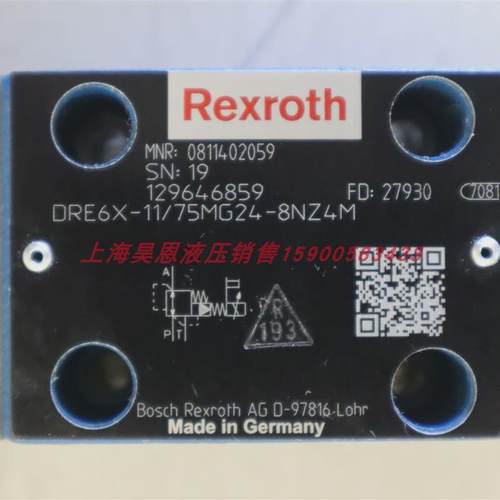 Rexroth
MNR: 0811402059
SN: 19
129646859
FD: 27930
7081
DRE6X-11/75MG24-8NZ4M
上海昊恩液压销售
A
P T
PR
193
Bosch Rexroth AG D-97816 Lohr
Made in Germany